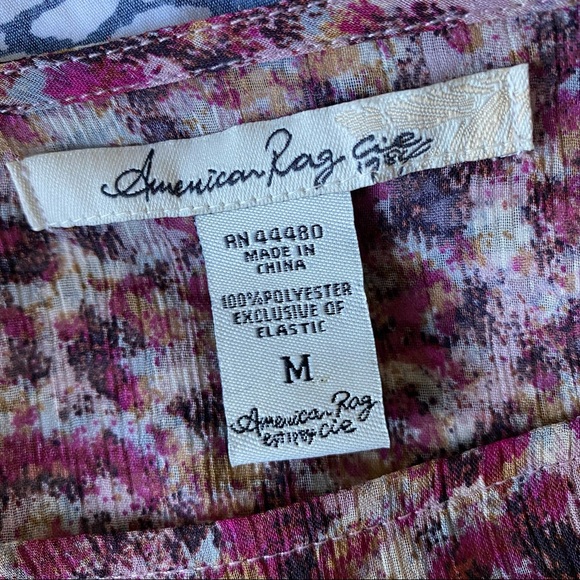 American Rag Cie
RN 44480
MADE IN
CHINA
100%POLYESTER
EXCLUSIVE OF
ELASTIC
M
American Rag
cie